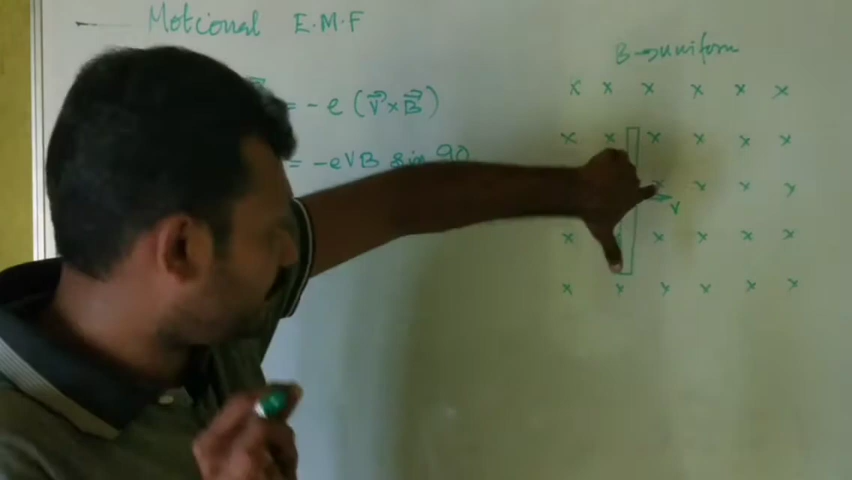 Motional E.M.F
B→uniform
= -e (V⃗×B⃗)
= -eVB sin 90
x x x x x x
x x x x x x
x x x x
V
x x x x
x x x x x x